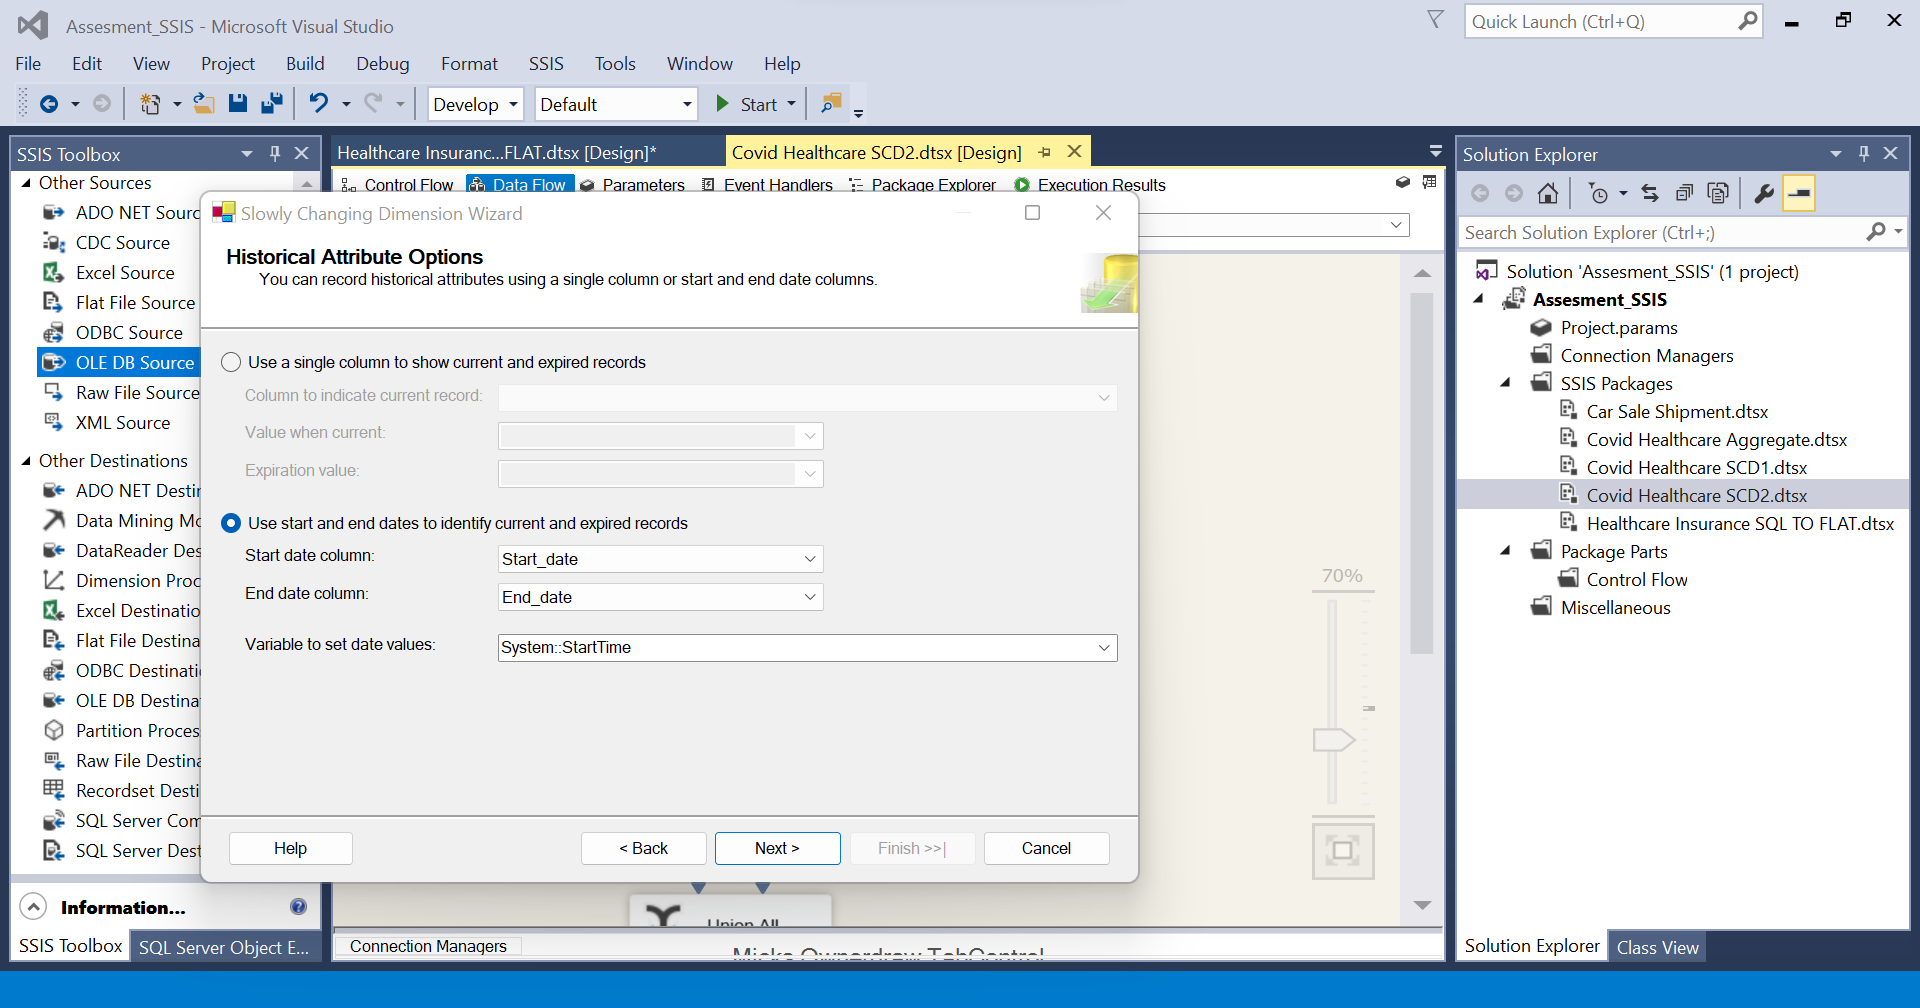 Assesment_SSIS - Microsoft Visual Studio
Quick Launch (Ctrl+Q)
File Edit View Project Build Debug Format SSIS Tools Window Help
Develop Default Start
SSIS Toolbox
Other Sources
ADO NET Sourc
CDC Source
Excel Source
Flat File Source
ODBC Source
OLE DB Source
Raw File Source
XML Source
Other Destinations
ADO NET Destin
Data Mining Mo
DataReader Des
Dimension Proc
Excel Destinatio
Flat File Destina
ODBC Destinati
OLE DB Destina
Partition Proces
Raw File Destina
Recordset Desti
SQL Server Com
SQL Server Dest
Information...
SSIS Toolbox SQL Server Object E...
Healthcare Insuranc...FLAT.dtsx [Design]* Covid Healthcare SCD2.dtsx [Design]
Control Flow Data Flow Parameters Event Handlers Package Explorer Execution Results
Slowly Changing Dimension Wizard
Historical Attribute Options
You can record historical attributes using a single column or start and end date columns.
Use a single column to show current and expired records
Column to indicate current record:
Value when current:
Expiration value:
Use start and end dates to identify current and expired records
Start date column: Start_date
End date column: End_date
Variable to set date values: System::StartTime
Help < Back Next > Finish >>| Cancel
70%
Union All
Connection Managers
Micks Ownerdraw TabControl
Solution Explorer
Search Solution Explorer (Ctrl+;)
Solution 'Assesment_SSIS' (1 project)
Assesment_SSIS
Project.params
Connection Managers
SSIS Packages
Car Sale Shipment.dtsx
Covid Healthcare Aggregate.dtsx
Covid Healthcare SCD1.dtsx
Covid Healthcare SCD2.dtsx
Healthcare Insurance SQL TO FLAT.dtsx
Package Parts
Control Flow
Miscellaneous
Solution Explorer Class View